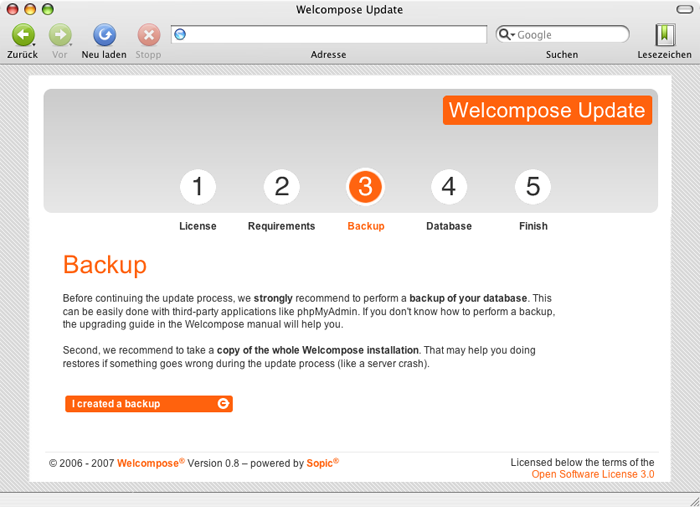 Welcompose Update
Zurück
Vor
Neu laden
Stopp
Adresse
Google
Suchen
Lesezeichen
Welcompose Update
1 2 3 4 5
License Requirements Backup Database Finish
Backup
Before continuing the update process, we strongly recommend to perform a backup of your database. This
can be easily done with third-party applications like phpMyAdmin. If you don't know how to perform a backup,
the upgrading guide in the Welcompose manual will help you.
Second, we recommend to take a copy of the whole Welcompose installation. That may help you doing
restores if something goes wrong during the update process (like a server crash).
I created a backup
© 2006 - 2007 Welcompose® Version 0.8 – powered by Sopic®
Licensed below the terms of the
Open Software License 3.0